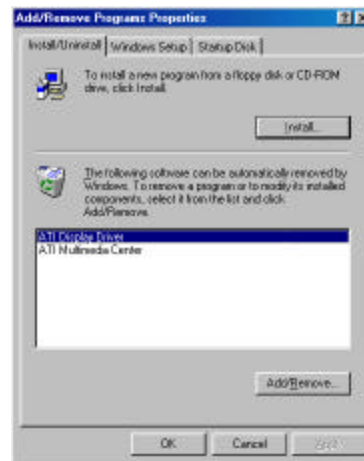 Add/Remove Programs Properties
Install/Uninstall
Windows Setup
Startup Disk
To install a new program from a floppy disk or CD-ROM
drive, click Install.
Install...
The following software can be automatically removed by
Windows. To remove a program or to modify its installed
components, select it from the list and click
Add/Remove.
ATI Display Driver
ATI Multimedia Center
Add/Remove...
OK
Cancel
Apply